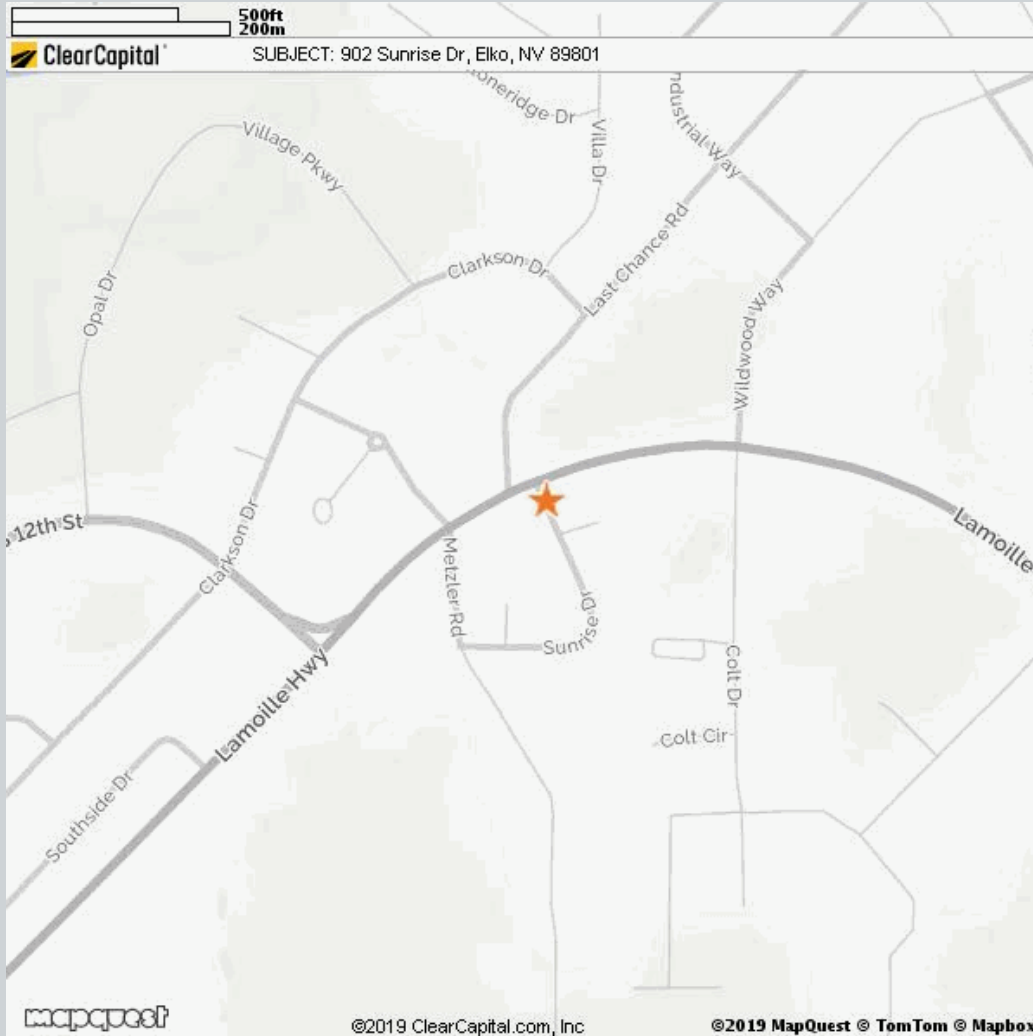 500ft
200m
ClearCapital
SUBJECT: 902 Sunrise Dr, Elko, NV 89801
Stoneridge Dr
Industrial Way
Village Pkwy
Villa Dr
Last Chance Rd
Clarkson Dr
Opal Dr
Wildwood Way
S 12th St
Clarkson Dr
Lamoille
Metzler Rd
Sunrise Dr
Lamoille Hwy
Colt Dr
Colt Cir
Southside Dr
mapquest
©2019 ClearCapital.com, Inc
©2019 MapQuest © TomTom © Mapbox